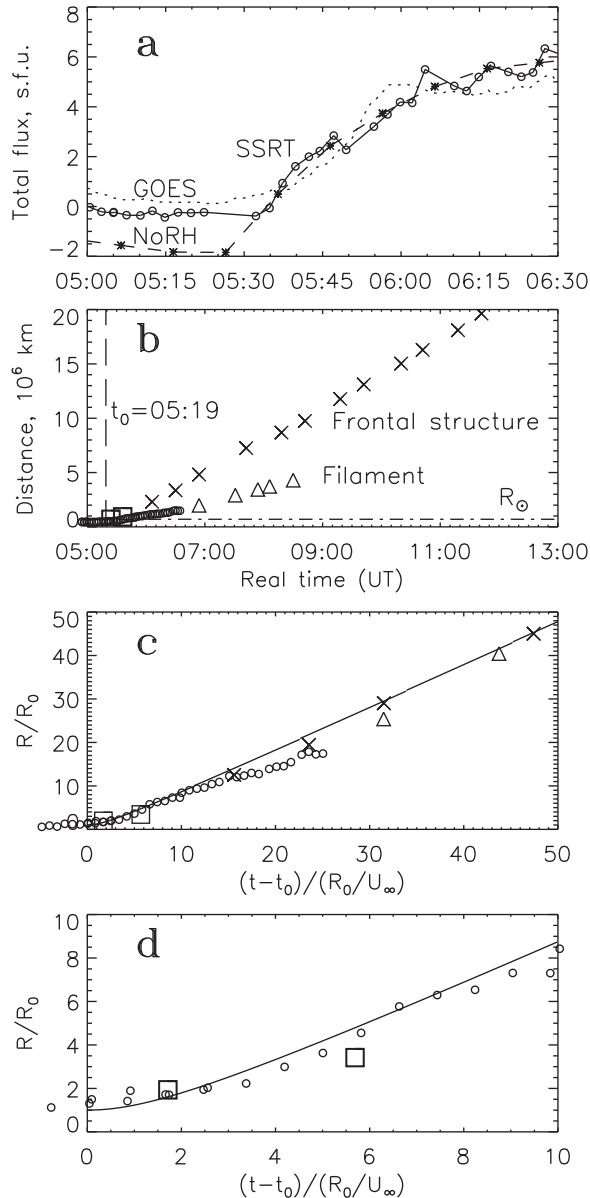 a
Total flux, s.f.u.
8
6
4
2
0
−2
SSRT
GOES
NoRH
05:00 05:15 05:30 05:45 06:00 06:15 06:30
b
Distance, 10⁶ km
20
15
10
5
0
t₀=05:19
Frontal structure
Filament
R⊙
05:00 07:00 09:00 11:00 13:00
Real time (UT)
c
R/R₀
50
40
30
20
10
0
0 10 20 30 40 50
(t−t₀)/(R₀/U∞)
d
R/R₀
10
8
6
4
2
0
0 2 4 6 8 10
(t−t₀)/(R₀/U∞)